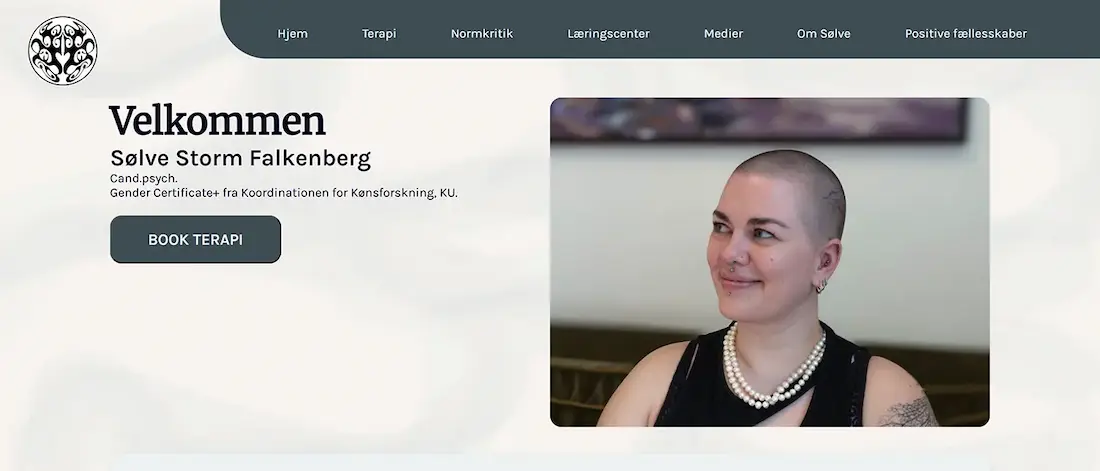 Hjem Terapi Normkritik Læringscenter Medier Om Sølve Positive fællesskaber
Velkommen
Sølve Storm Falkenberg
Cand.psych.
Gender Certificate+ fra Koordinationen for Kønsforskning, KU.
BOOK TERAPI